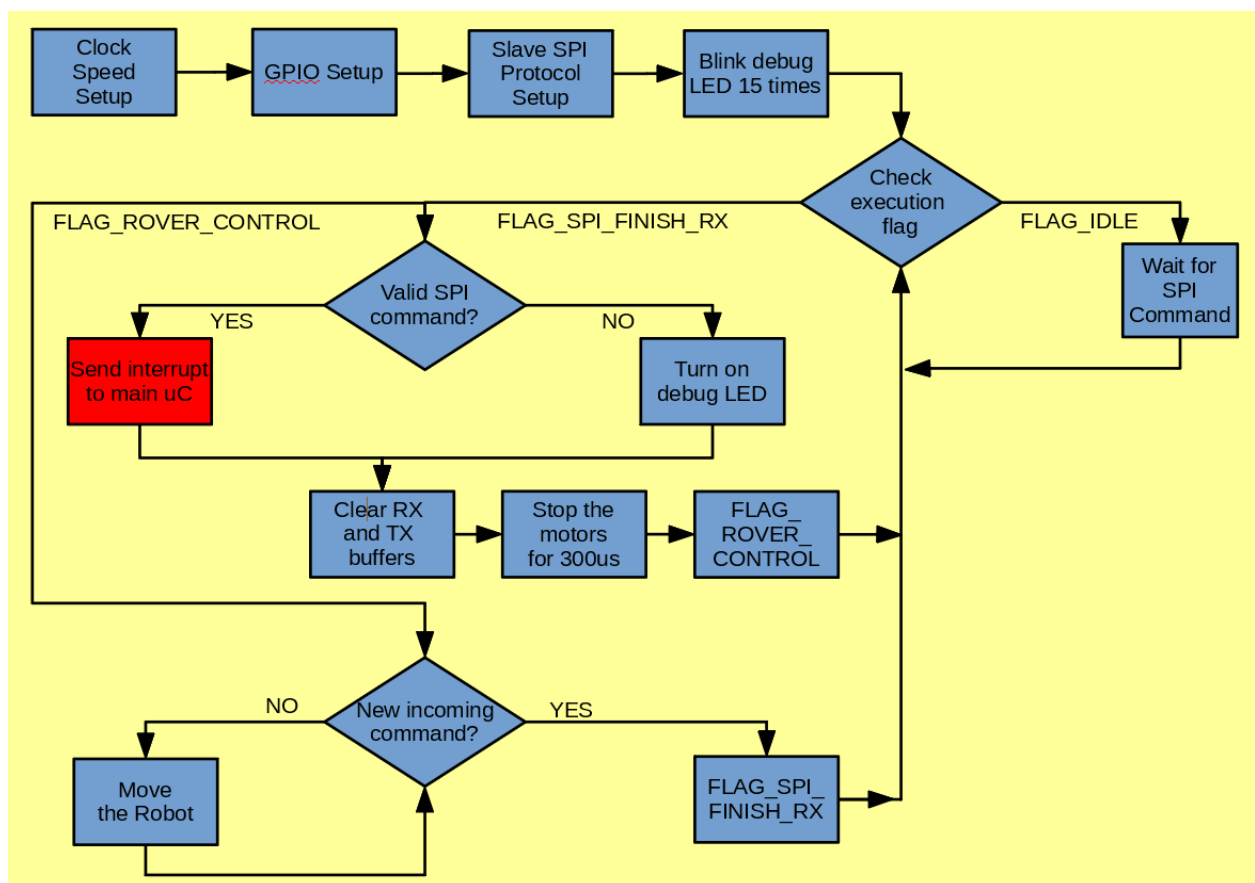 Clock
Speed
Setup
GPIO Setup
Slave SPI
Protocol
Setup
Blink debug
LED 15 times
Check
execution
flag
FLAG_ROVER_CONTROL
FLAG_SPI_FINISH_RX
FLAG_IDLE
Wait for
SPI
Command
Valid SPI
command?
YES
NO
Send interrupt
to main uC
Turn on
debug LED
Clear RX
and TX
buffers
Stop the
motors
for 300us
FLAG_
ROVER_
CONTROL
New incoming
command?
NO
YES
Move
the Robot
FLAG_SPI_
FINISH_RX